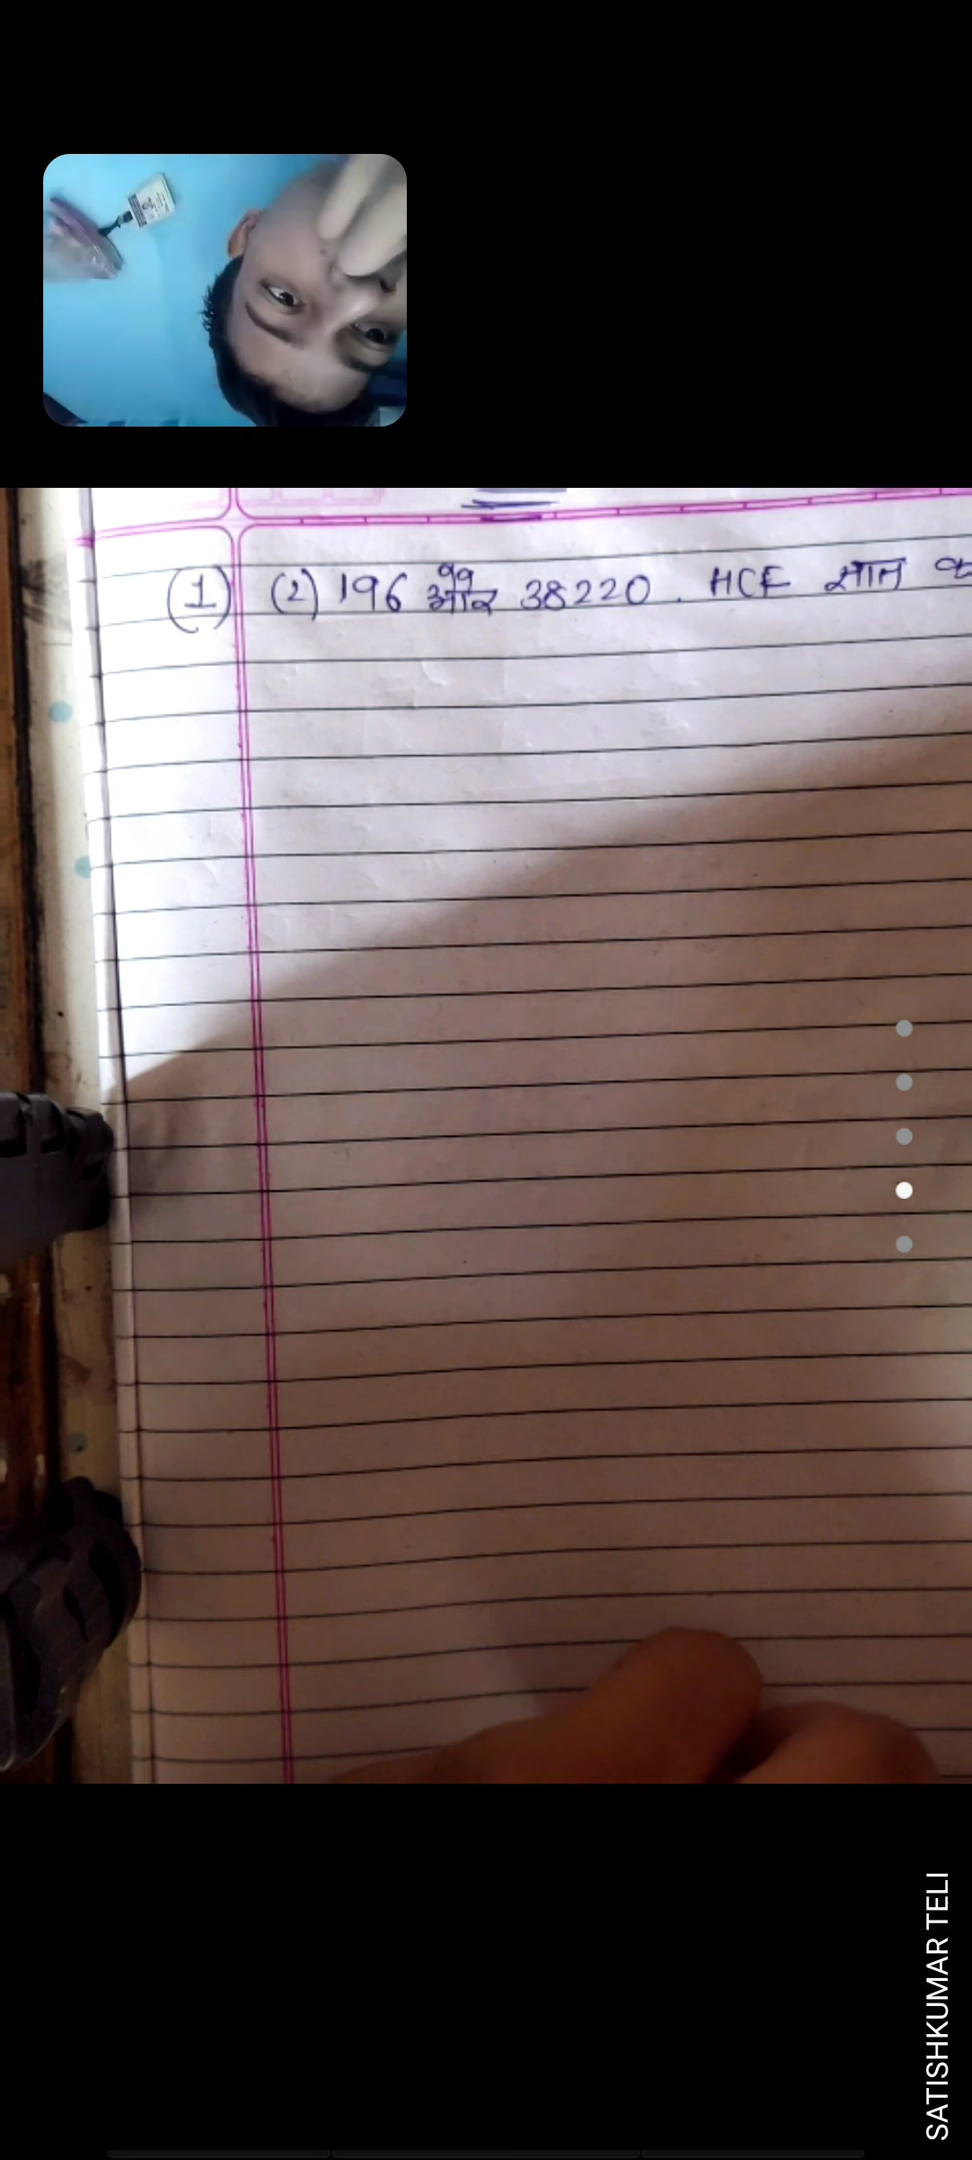 (1) (2) 196 और 38220. HCF ज्ञात क
SATISHKUMAR TELI